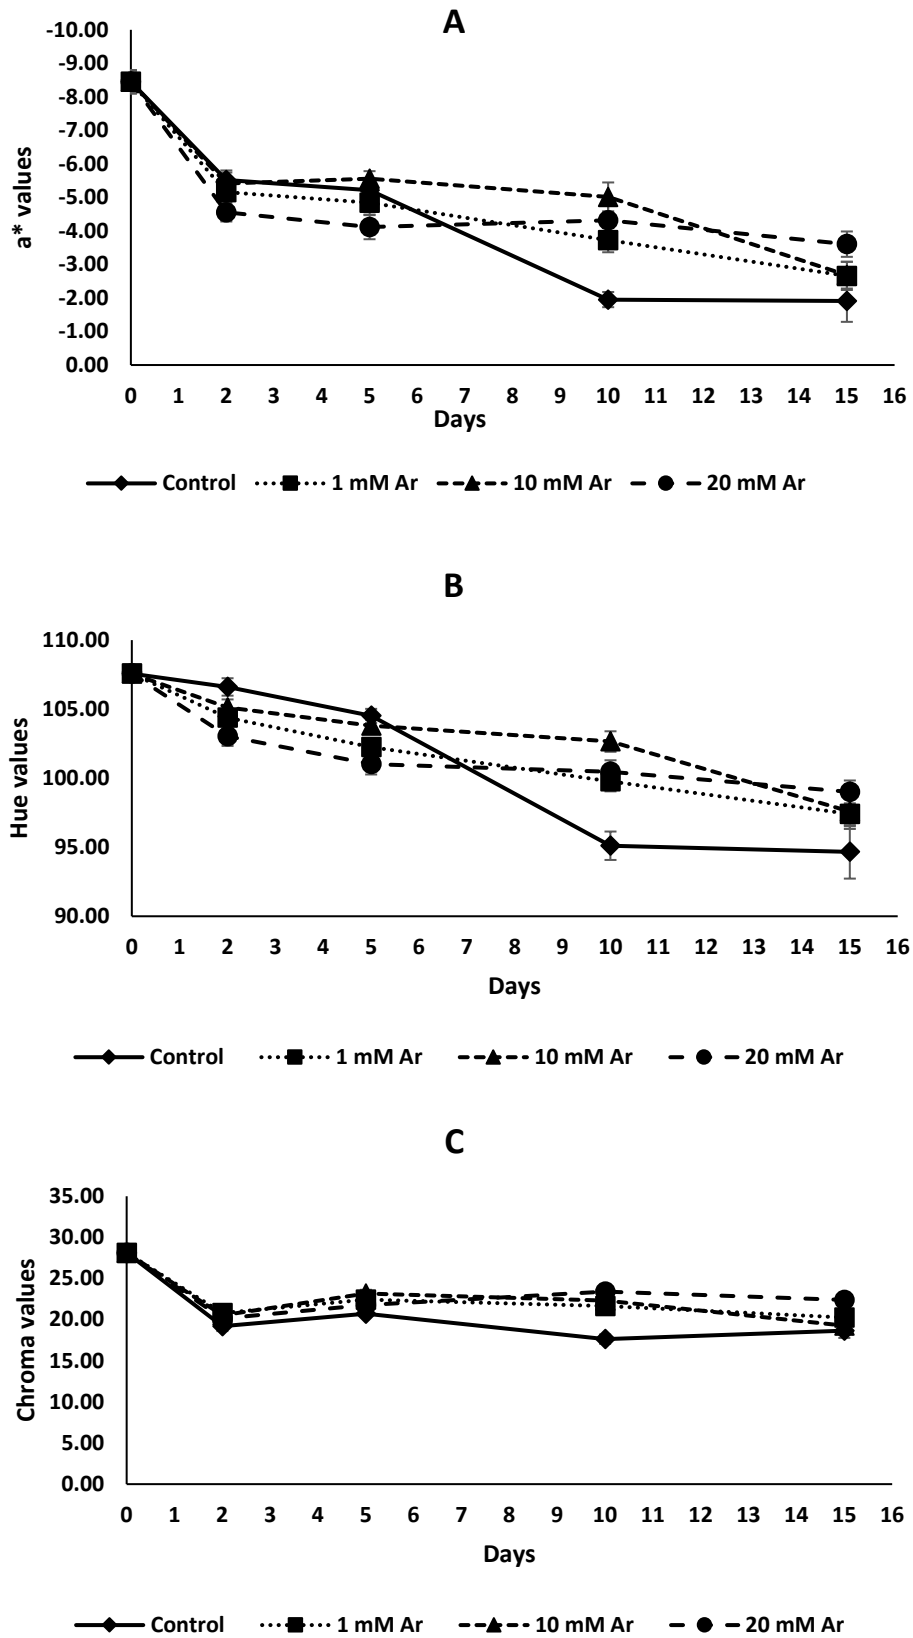 A
-10.00
-9.00
-8.00
-7.00
-6.00
-5.00
-4.00
-3.00
-2.00
-1.00
0.00
a* values
0 1 2 3 4 5 6 7 8 9 10 11 12 13 14 15 16
Days
Control 1 mM Ar 10 mM Ar 20 mM Ar
B
110.00
105.00
100.00
95.00
90.00
Hue values
0 1 2 3 4 5 6 7 8 9 10 11 12 13 14 15 16
Days
Control 1 mM Ar 10 mM Ar 20 mM Ar
C
35.00
30.00
25.00
20.00
15.00
10.00
5.00
0.00
Chroma values
0 1 2 3 4 5 6 7 8 9 10 11 12 13 14 15 16
Days
Control 1 mM Ar 10 mM Ar 20 mM Ar